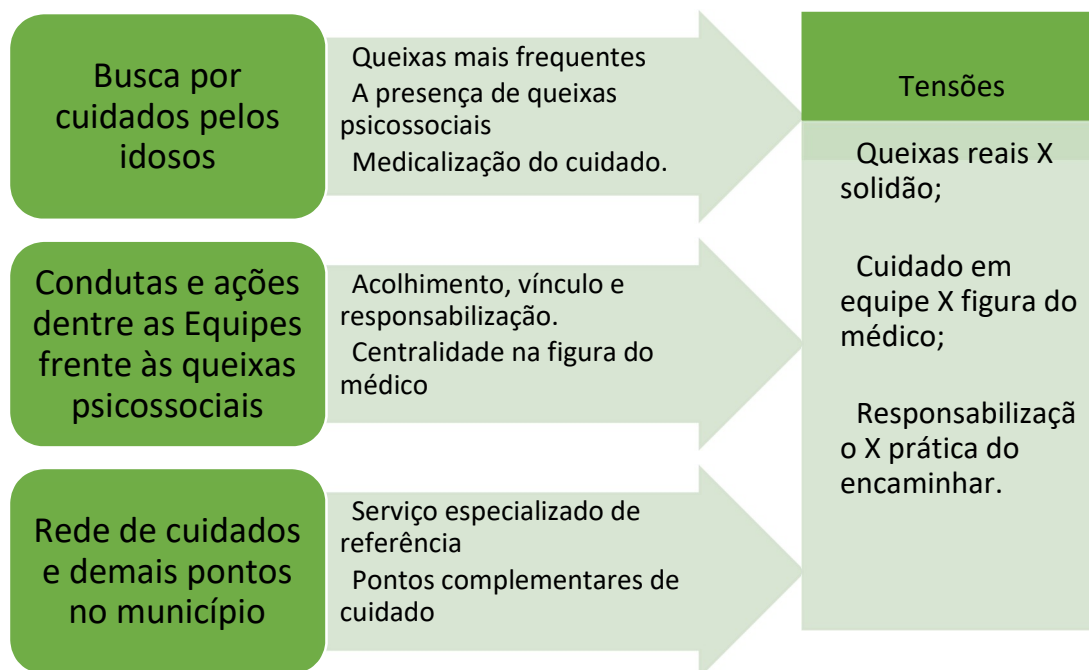 Busca por
cuidados pelos
idosos
Queixas mais frequentes
A presença de queixas
psicossociais
Medicalização do cuidado.
Condutas e ações
dentre as Equipes
frente às queixas
psicossociais
Acolhimento, vínculo e
responsabilização.
Centralidade na figura do
médico
Rede de cuidados
e demais pontos
no município
Serviço especializado de
referência
Pontos complementares de
cuidado
Tensões
Queixas reais X
solidão;
Cuidado em
equipe X figura do
médico;
Responsabilizaçã
o X prática do
encaminhar.